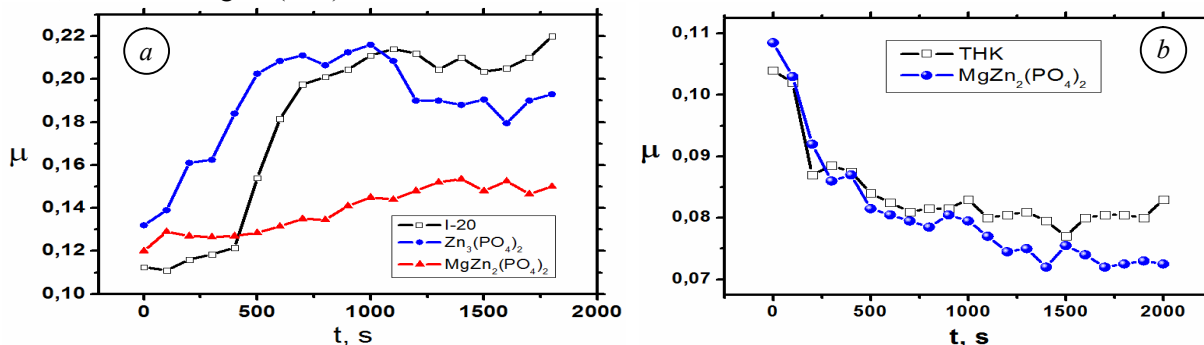 a
0,22
0,20
0,18
0,16
0,14
0,12
0,10
μ
I-20
Zn3(PO4)2
MgZn2(PO4)2
0 500 1000 1500 2000
t, s
b
0,11
0,10
0,09
0,08
0,07
μ
THK
MgZn2(PO4)2
0 500 1000 1500 2000
t, s